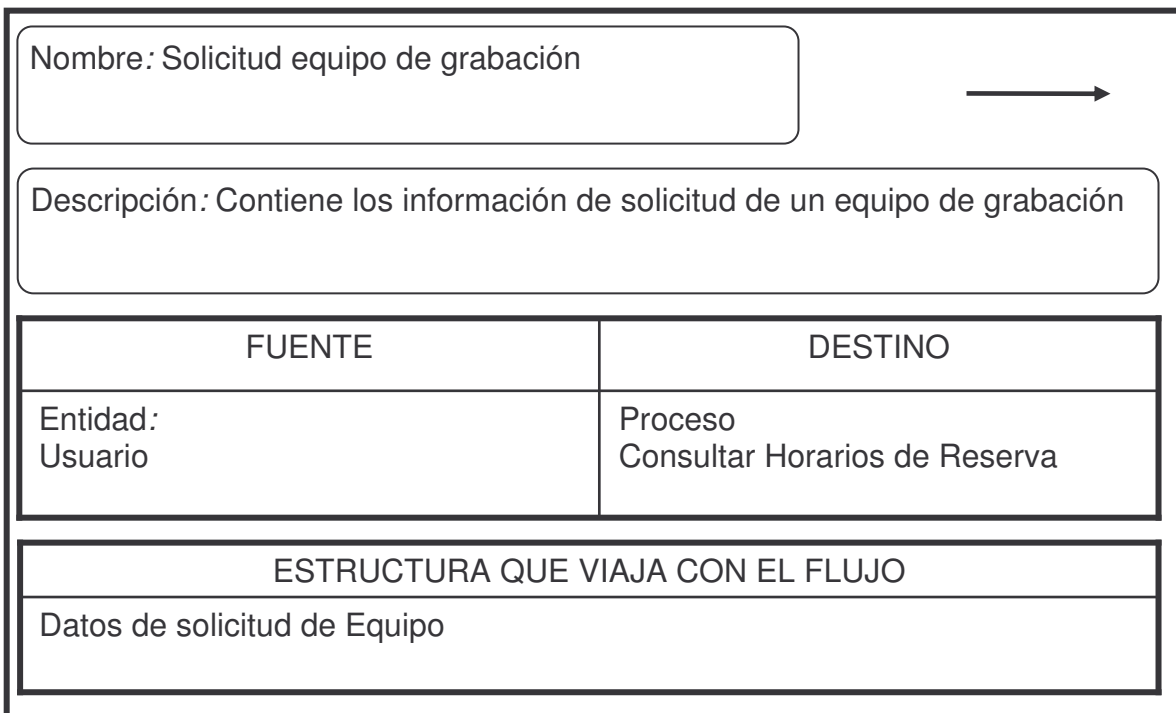 Nombre: Solicitud equipo de grabación
Descripción: Contiene los información de solicitud de un equipo de grabación
FUENTE
DESTINO
Entidad:
Usuario
Proceso
Consultar Horarios de Reserva
ESTRUCTURA QUE VIAJA CON EL FLUJO
Datos de solicitud de Equipo